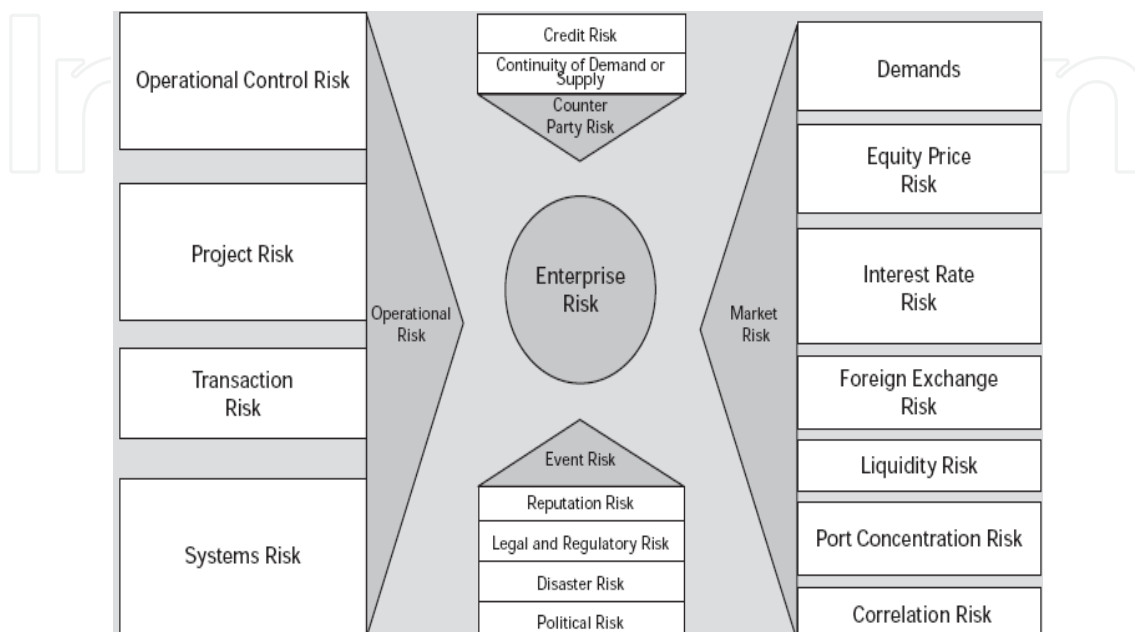 Operational Control Risk
Project Risk
Transaction
Risk
Systems Risk
Operational
Risk
Credit Risk
Continuity of Demand or
Supply
Counter
Party Risk
Enterprise
Risk
Event Risk
Reputation Risk
Legal and Regulatory Risk
Disaster Risk
Political Risk
Market
Risk
Demands
Equity Price
Risk
Interest Rate
Risk
Foreign Exchange
Risk
Liquidity Risk
Port Concentration Risk
Correlation Risk